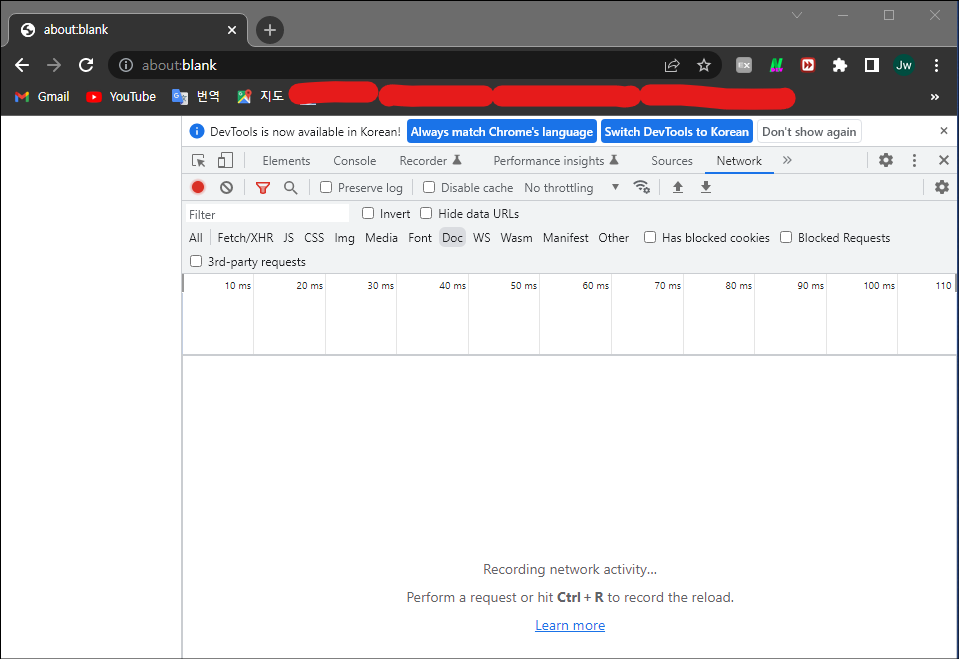 about:blank
about:blank
Jw
Gmail YouTube 번역 지도
DevTools is now available in Korean! Always match Chrome's language Switch DevTools to Korean Don't show again
Elements Console Recorder Performance insights Sources Network
Preserve log Disable cache No throttling
Filter Invert Hide data URLs
All Fetch/XHR JS CSS Img Media Font Doc WS Wasm Manifest Other Has blocked cookies Blocked Requests
3rd-party requests
10 ms 20 ms 30 ms 40 ms 50 ms 60 ms 70 ms 80 ms 90 ms 100 ms 110
Recording network activity...
Perform a request or hit Ctrl + R to record the reload.
Learn more